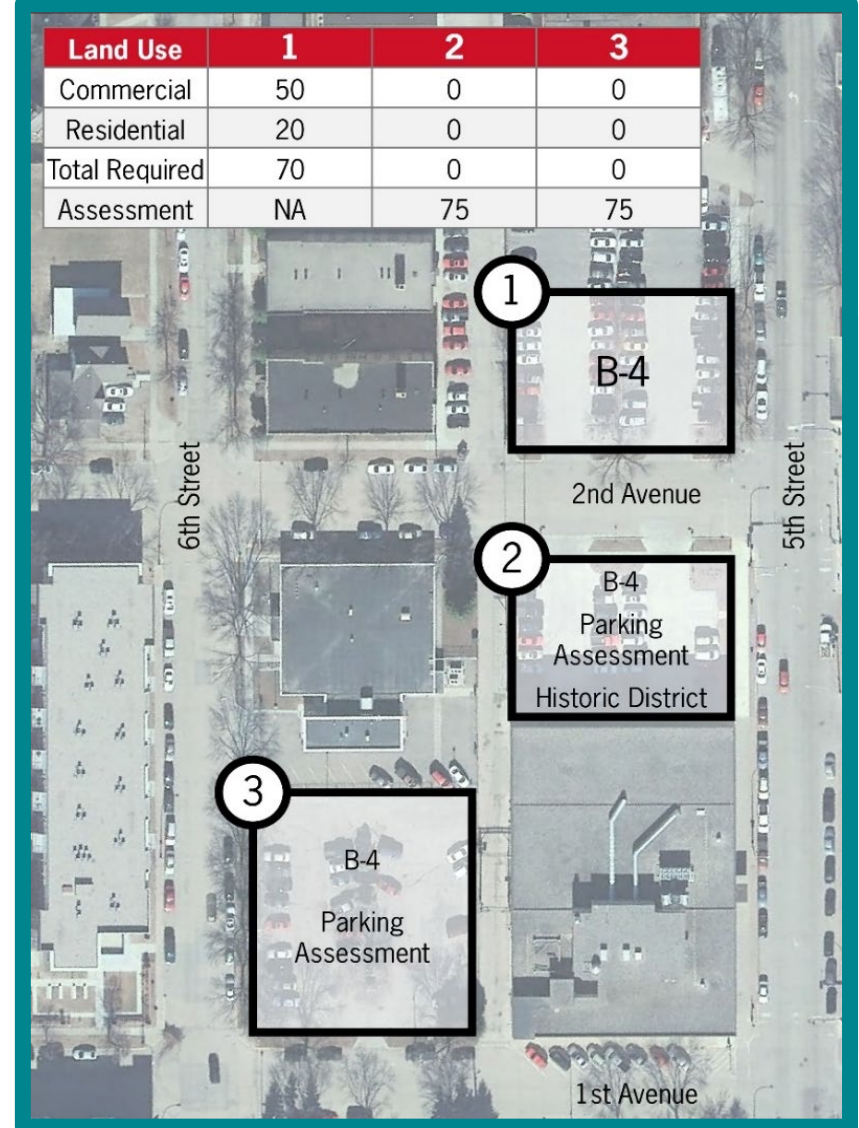 Land Use 1 2 3
Commercial 50 0 0
Residential 20 0 0
Total Required 70 0 0
Assessment NA 75 75
1
B-4
6th Street
2nd Avenue
5th Street
2
B-4
Parking
Assessment
Historic District
3
B-4
Parking
Assessment
1st Avenue